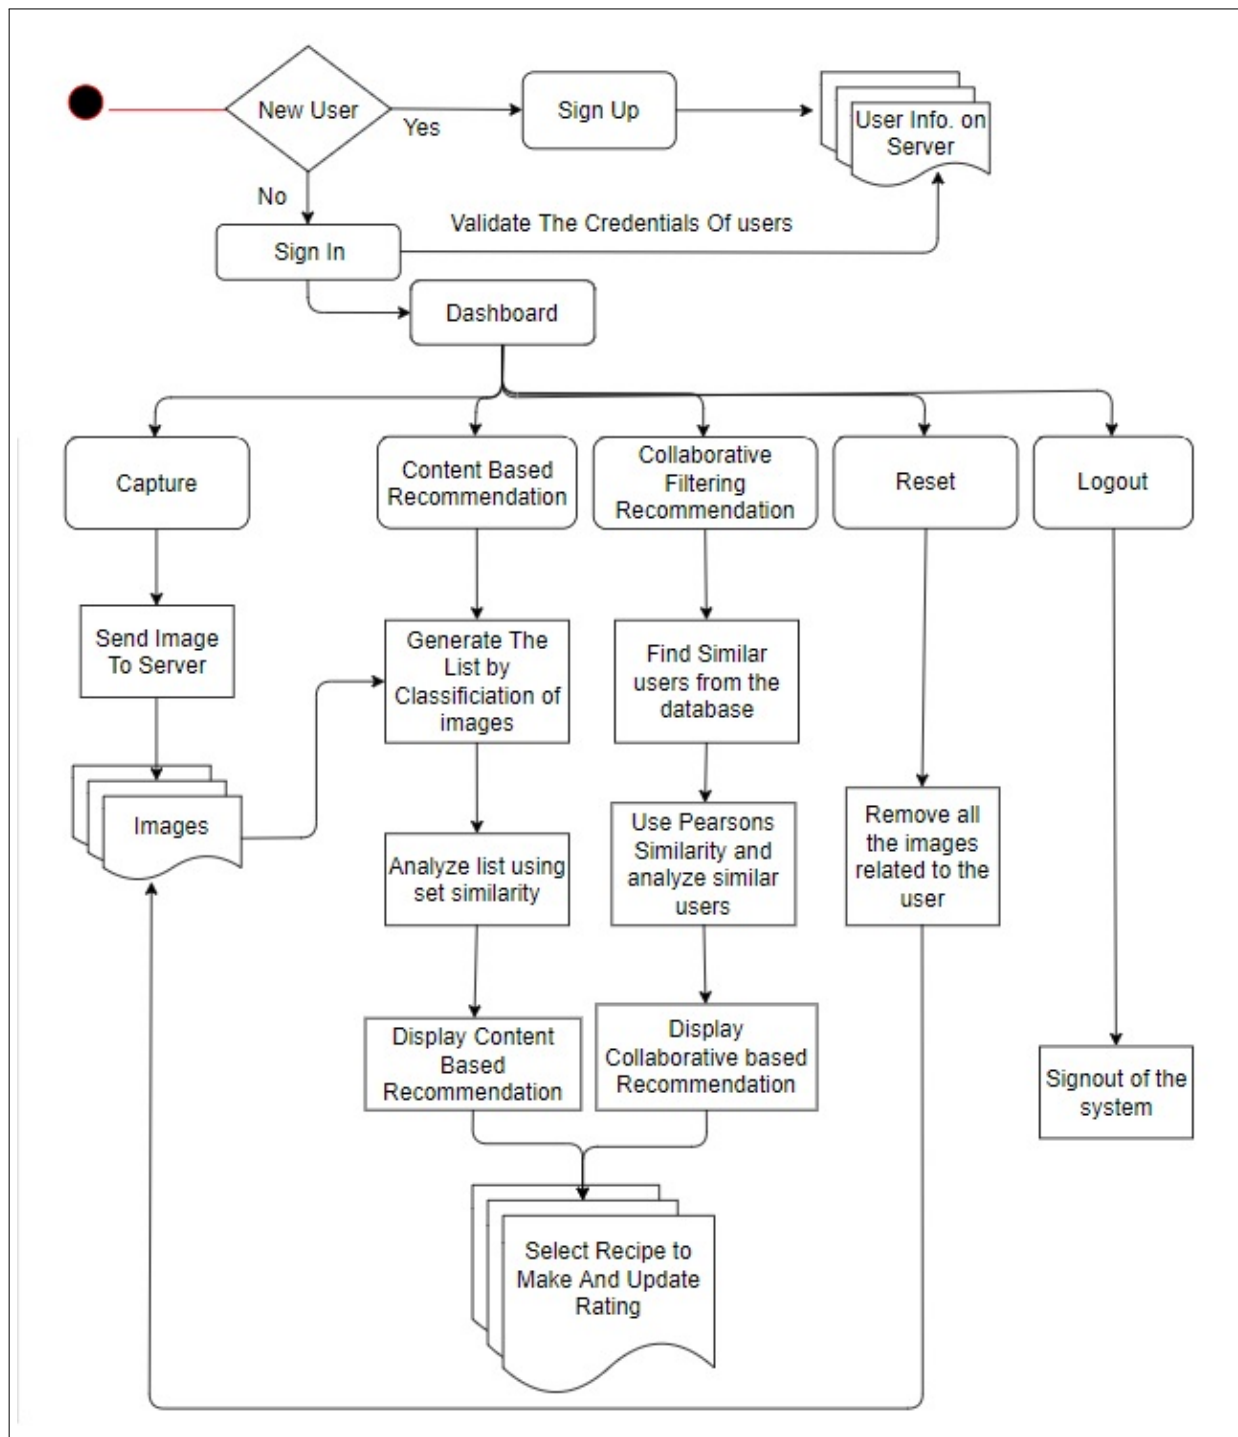 New User
Yes
Sign Up
User Info. on
Server
No
Validate The Credentials Of users
Sign In
Dashboard
Capture
Content Based
Recommendation
Collaborative
Filtering
Recommendation
Reset
Logout
Send Image
To Server
Generate The
List by
Classificiation of
images
Find Similar
users from the
database
Images
Analyze list using
set similarity
Use Pearsons
Similarity and
analyze similar
users
Remove all
the images
related to the
user
Display Content
Based
Recommendation
Display
Collaborative based
Recommendation
Signout of the
system
Select Recipe to
Make And Update
Rating